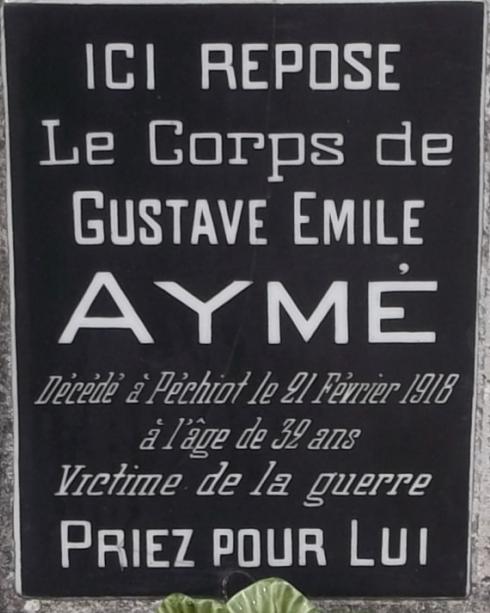 ICI REPOSE
Le Corps de
GUSTAVE EMILE
AYMÉ
Décédé à Péchiot le 21 Février 1918
à l'âge de 39 ans
Victime de la guerre
PRIEZ POUR LUI